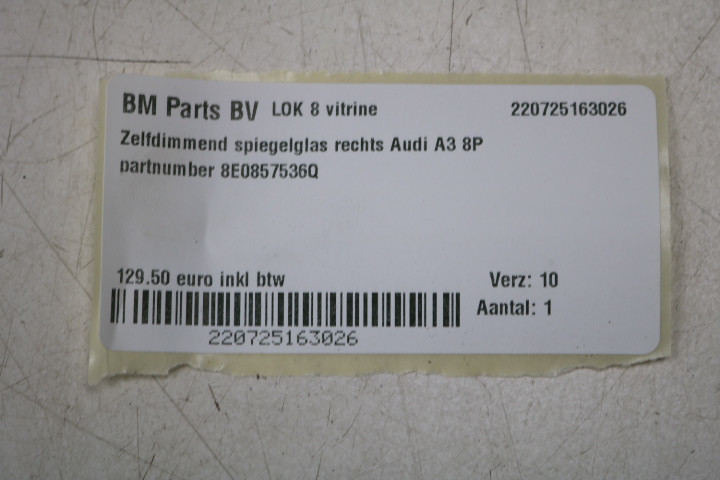 BM Parts BV LOK 8 vitrine 220725163026
Zelfdimmend spiegelglas rechts Audi A3 8P
partnumber 8E0857536Q
129.50 euro inkl btw Verz: 10
Aantal: 1
220725163026